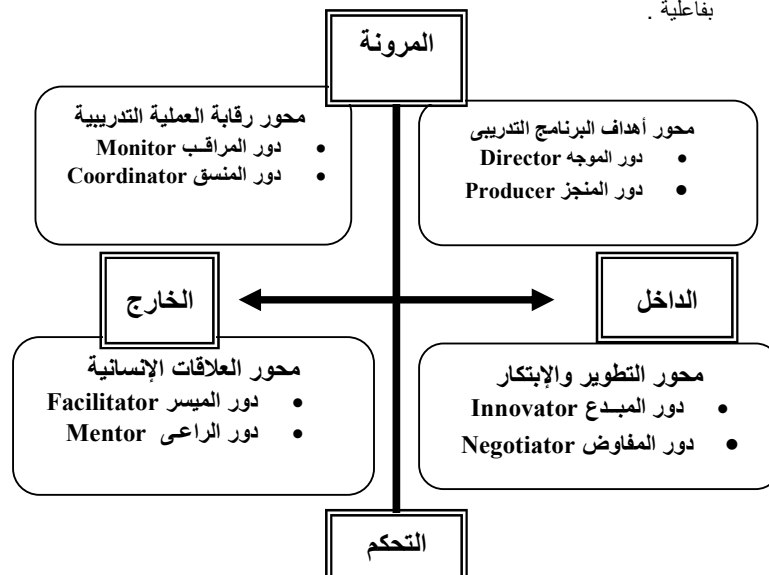 بفاعلية .
المرونة
محور أهداف البرنامج التدريبى
• دور الموجه Director
• دور المنجز Producer
محور رقابة العملية التدريبية
• دور المراقـب Monitor
• دور المنسق Coordinator
الداخل
الخارج
محور التطوير والإبتكار
• دور المبـدع Innovator
• دور المفاوض Negotiator
محور العلاقات الإنسانية
• دور الميسر Facilitator
• دور الراعـى Mentor
التحكم